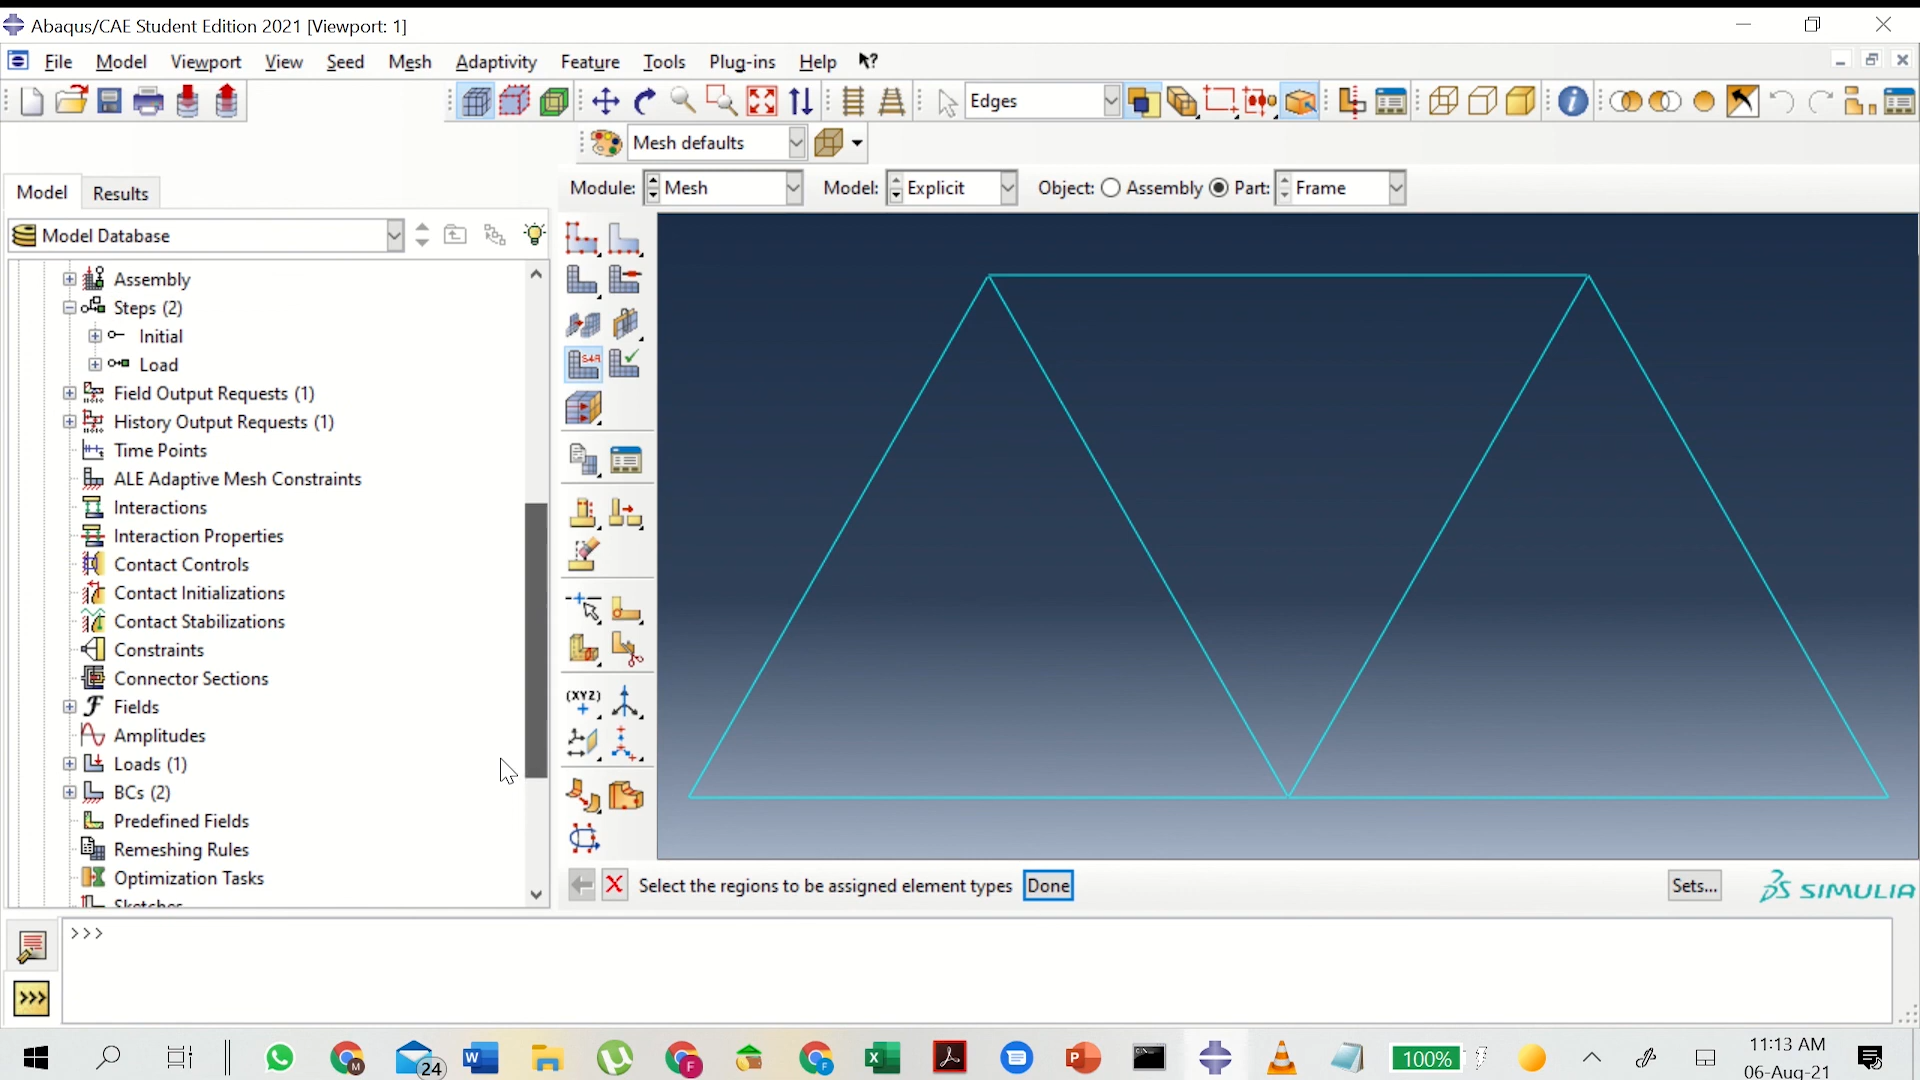 Abaqus/CAE Student Edition 2021 [Viewport: 1]
File Model Viewport View Seed Mesh Adaptivity Feature Tools Plug-ins Help
Edges
Mesh defaults
Model Results
Module: Mesh Model: Explicit Object: Assembly Part: Frame
Model Database
Assembly
Steps (2)
Initial
Load
Field Output Requests (1)
History Output Requests (1)
Time Points
ALE Adaptive Mesh Constraints
Interactions
Interaction Properties
Contact Controls
Contact Initializations
Contact Stabilizations
Constraints
Connector Sections
Fields
Amplitudes
Loads (1)
BCs (2)
Predefined Fields
Remeshing Rules
Optimization Tasks
Sketches
S4R
(XYZ)
Select the regions to be assigned element types Done
Sets...
SIMULIA
>>>
>>>
24
100%
11:13 AM
06-Aug-21